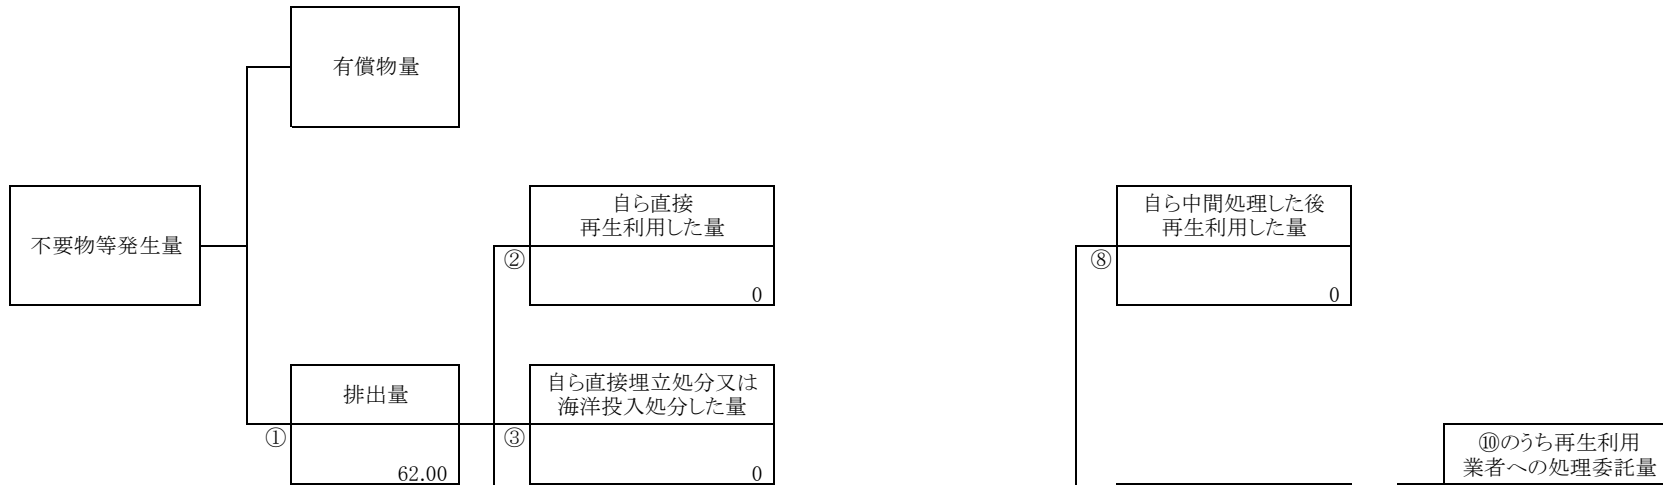 有償物量
不要物等発生量
自ら直接
再生利用した量
②
0
自ら中間処理した後
再生利用した量
⑧
0
排出量
①
62.00
自ら直接埋立処分又は
海洋投入処分した量
③
0
⑩のうち再生利用
業者への処理委託量